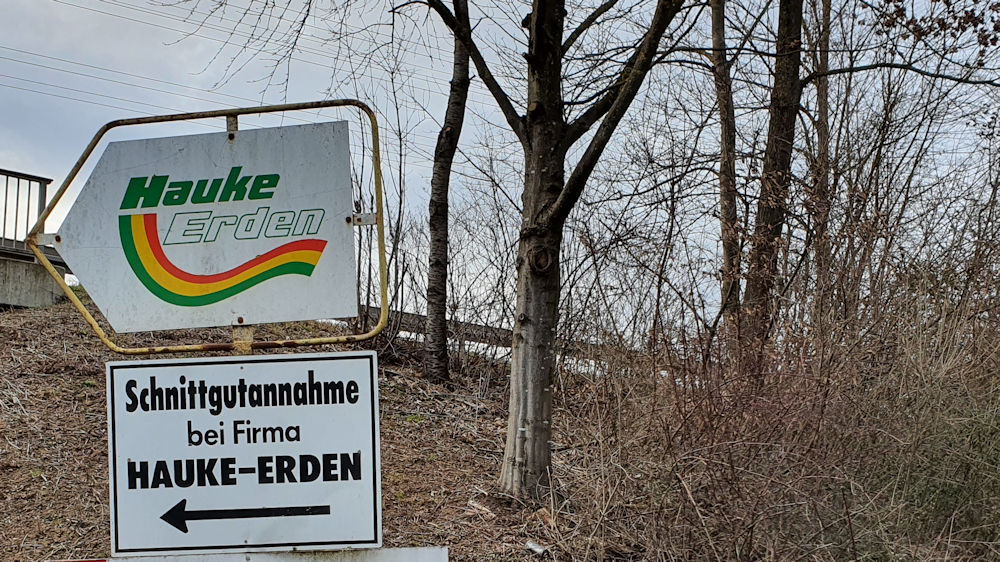 Hauke
Erden
Schnittgutannahme
bei Firma
HAUKE-ERDEN